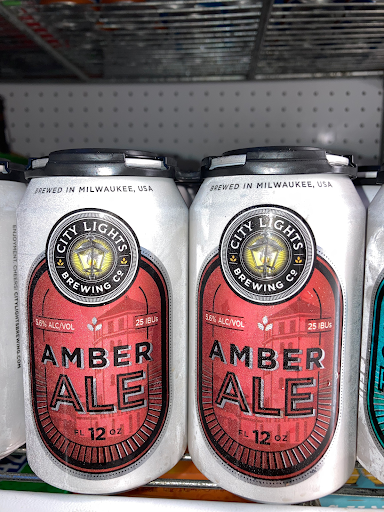 BREWED IN MILWAUKEE, USA
CITY LIGHTS
BREWING Co
5.6% ALC/VOL
25 IBUs
AMBER
ALE
FL 12 OZ
BREWED IN MILWAUKEE, USA
CITY LIGHTS
BREWING Co
5.6% ALC/VOL
25 IBUs
AMBER
ALE
FL 12 OZ